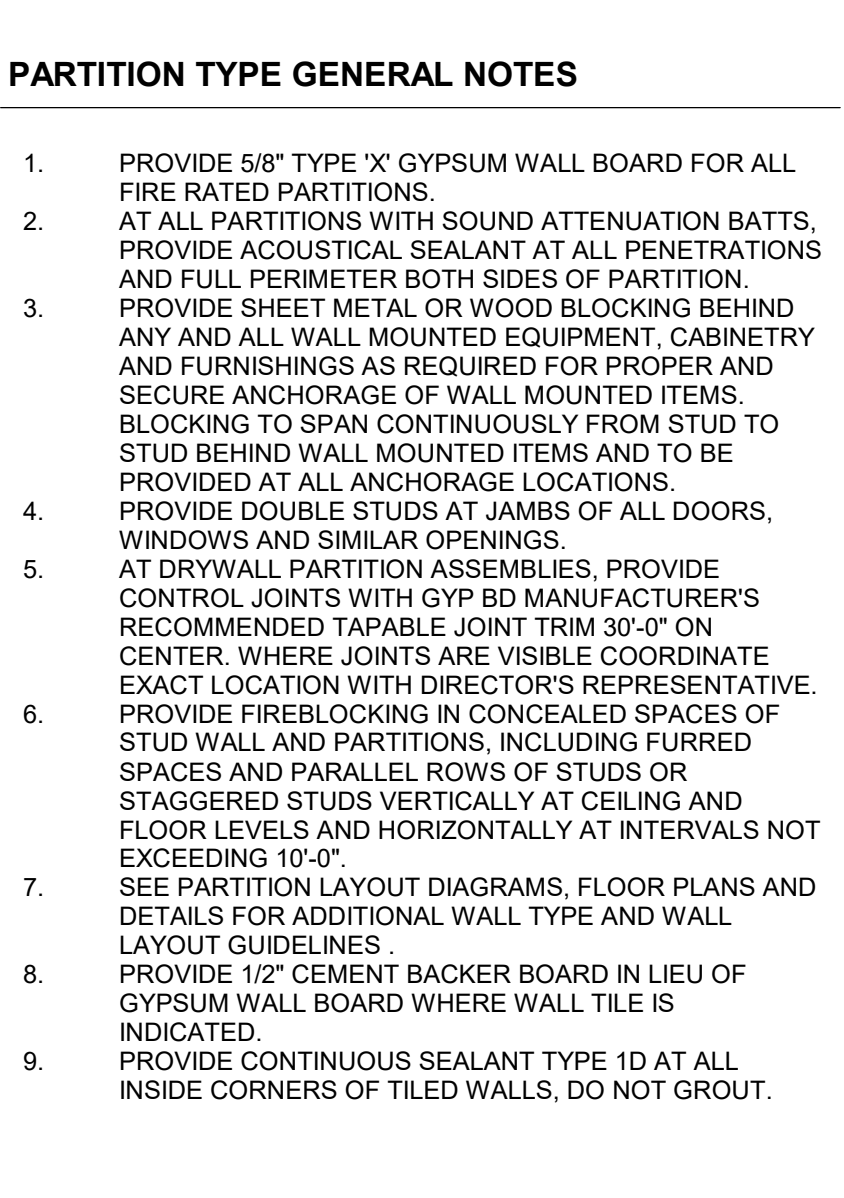 PARTITION TYPE GENERAL NOTES
1. PROVIDE 5/8" TYPE 'X' GYPSUM WALL BOARD FOR ALL
FIRE RATED PARTITIONS.
2. AT ALL PARTITIONS WITH SOUND ATTENUATION BATTS,
PROVIDE ACOUSTICAL SEALANT AT ALL PENETRATIONS
AND FULL PERIMETER BOTH SIDES OF PARTITION.
3. PROVIDE SHEET METAL OR WOOD BLOCKING BEHIND
ANY AND ALL WALL MOUNTED EQUIPMENT, CABINETRY
AND FURNISHINGS AS REQUIRED FOR PROPER AND
SECURE ANCHORAGE OF WALL MOUNTED ITEMS.
BLOCKING TO SPAN CONTINUOUSLY FROM STUD TO
STUD BEHIND WALL MOUNTED ITEMS AND TO BE
PROVIDED AT ALL ANCHORAGE LOCATIONS.
4. PROVIDE DOUBLE STUDS AT JAMBS OF ALL DOORS,
WINDOWS AND SIMILAR OPENINGS.
5. AT DRYWALL PARTITION ASSEMBLIES, PROVIDE
CONTROL JOINTS WITH GYP BD MANUFACTURER'S
RECOMMENDED TAPABLE JOINT TRIM 30'-0" ON
CENTER. WHERE JOINTS ARE VISIBLE COORDINATE
EXACT LOCATION WITH DIRECTOR'S REPRESENTATIVE.
6. PROVIDE FIREBLOCKING IN CONCEALED SPACES OF
STUD WALL AND PARTITIONS, INCLUDING FURRED
SPACES AND PARALLEL ROWS OF STUDS OR
STAGGERED STUDS VERTICALLY AT CEILING AND
FLOOR LEVELS AND HORIZONTALLY AT INTERVALS NOT
EXCEEDING 10'-0".
7. SEE PARTITION LAYOUT DIAGRAMS, FLOOR PLANS AND
DETAILS FOR ADDITIONAL WALL TYPE AND WALL
LAYOUT GUIDELINES .
8. PROVIDE 1/2" CEMENT BACKER BOARD IN LIEU OF
GYPSUM WALL BOARD WHERE WALL TILE IS
INDICATED.
9. PROVIDE CONTINUOUS SEALANT TYPE 1D AT ALL
INSIDE CORNERS OF TILED WALLS, DO NOT GROUT.